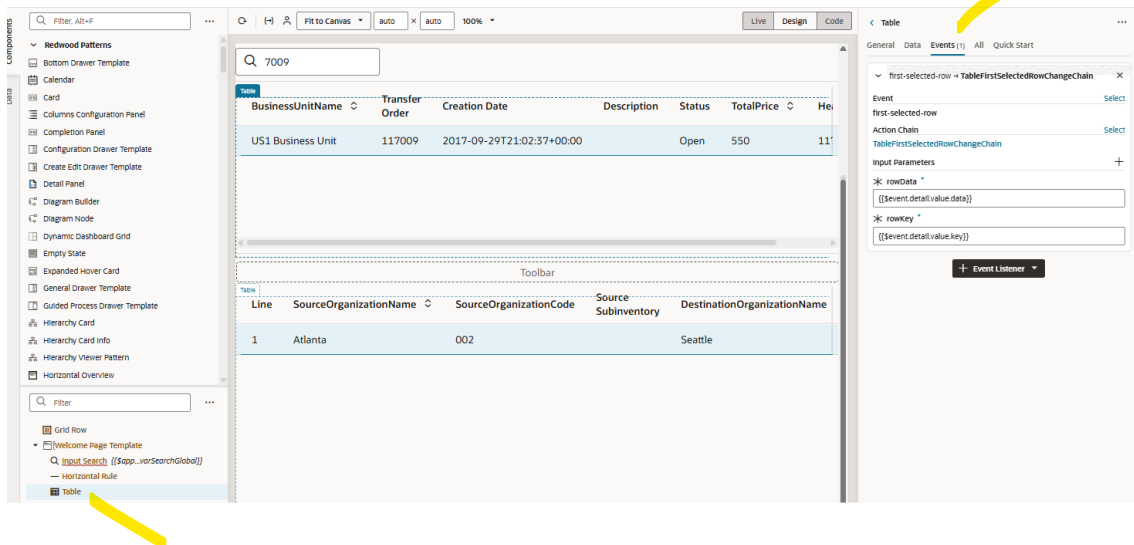 Components
Data
Filter, Alt+F
Redwood Patterns
Bottom Drawer Template
Calendar
Card
Columns Configuration Panel
Completion Panel
Configuration Drawer Template
Create Edit Drawer Template
Detail Panel
Diagram Builder
Diagram Node
Dynamic Dashboard Grid
Empty State
Expanded Hover Card
General Drawer Template
Guided Process Drawer Template
Hierarchy Card
Hierarchy Card Info
Hierarchy Viewer Pattern
Horizontal Overview
Filter
Grid Row
Welcome Page Template
Input Search {{$app...varSearchGlobal}}
Horizontal Rule
Table
Fit to Canvas auto × auto 100% Live Design Code
7009
Table
BusinessUnitName Transfer Order Creation Date Description Status TotalPrice Hea
US1 Business Unit 117009 2017-09-29T21:02:37+00:00 Open 550 117
Toolbar
Table
Line SourceOrganizationName SourceOrganizationCode Source Subinventory DestinationOrganizationName
1 Atlanta 002 Seattle
Table
General Data Events (1) All Quick Start
first-selected-row → TableFirstSelectedRowChangeChain
Event Select
first-selected-row
Action Chain Select
TableFirstSelectedRowChangeChain
Input Parameters
rowData *
{{$event.detail.value.data}}
rowKey *
{{$event.detail.value.key}}
+ Event Listener